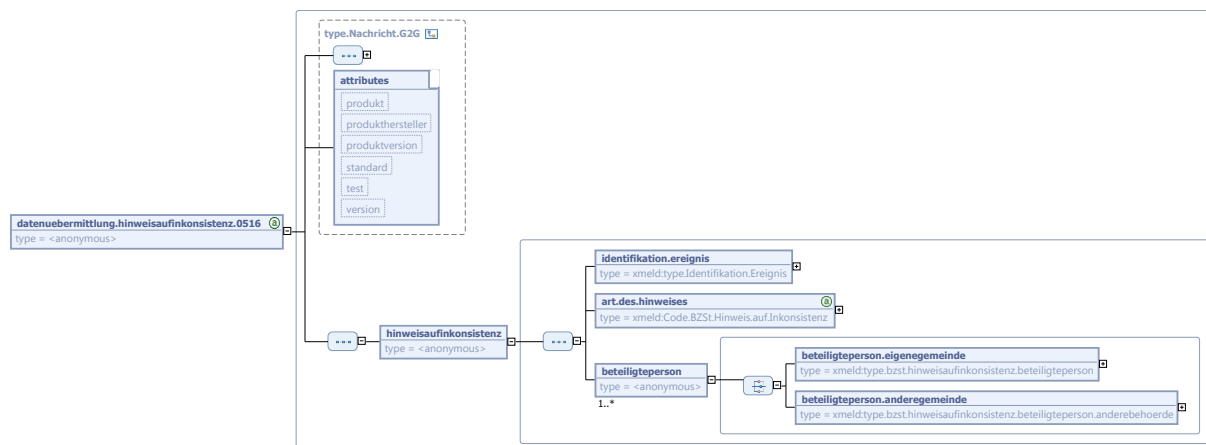 type.Nachricht.G2G
attributes
produkt
produkthersteller
produktversion
standard
test
version
datenuebermittlung.hinweisaufinkonsistenz.0516
type = <anonymous>
hinweisaufinkonsistenz
type = <anonymous>
identifikation.ereignis
type = xmeld:type.Identifikation.Ereignis
art.des.hinweises
type = xmeld:Code.BZSt.Hinweis.auf.Inkonsistenz
beteiligteperson
type = <anonymous>
1..*
beteiligteperson.eigenegemeinde
type = xmeld:type.bzst.hinweisaufinkonsistenz.beteiligteperson
beteiligteperson.anderegemeinde
type = xmeld:type.bzst.hinweisaufinkonsistenz.beteiligteperson.anderebehoerde